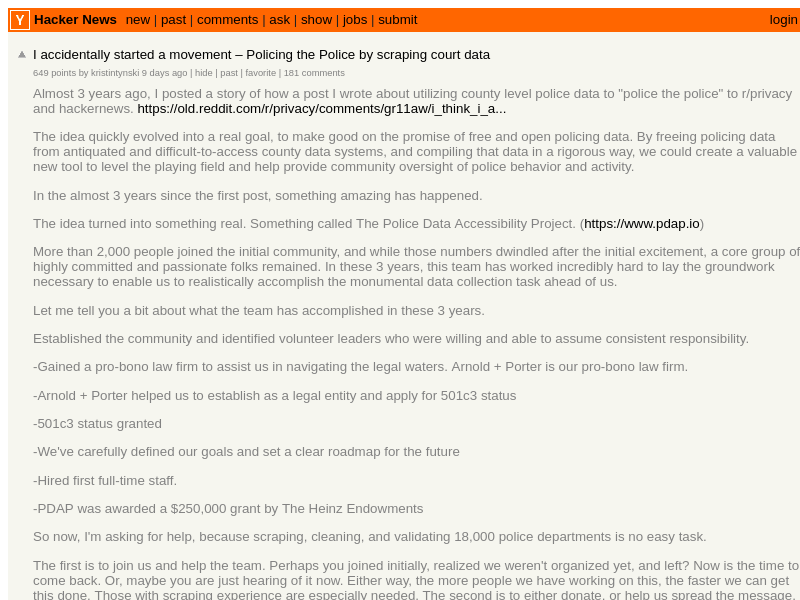 Y Hacker News new | past | comments | ask | show | jobs | submit login
I accidentally started a movement – Policing the Police by scraping court data
649 points by kristintynski 9 days ago | hide | past | favorite | 181 comments
Almost 3 years ago, I posted a story of how a post I wrote about utilizing county level police data to "police the police" to r/privacy
and hackernews. https://old.reddit.com/r/privacy/comments/gr11aw/i_think_i_a...
The idea quickly evolved into a real goal, to make good on the promise of free and open policing data. By freeing policing data
from antiquated and difficult-to-access county data systems, and compiling that data in a rigorous way, we could create a valuable
new tool to level the playing field and help provide community oversight of police behavior and activity.
In the almost 3 years since the first post, something amazing has happened.
The idea turned into something real. Something called The Police Data Accessibility Project. (https://www.pdap.io)
More than 2,000 people joined the initial community, and while those numbers dwindled after the initial excitement, a core group of
highly committed and passionate folks remained. In these 3 years, this team has worked incredibly hard to lay the groundwork
necessary to enable us to realistically accomplish the monumental data collection task ahead of us.
Let me tell you a bit about what the team has accomplished in these 3 years.
Established the community and identified volunteer leaders who were willing and able to assume consistent responsibility.
-Gained a pro-bono law firm to assist us in navigating the legal waters. Arnold + Porter is our pro-bono law firm.
-Arnold + Porter helped us to establish as a legal entity and apply for 501c3 status
-501c3 status granted
-We've carefully defined our goals and set a clear roadmap for the future
-Hired first full-time staff.
-PDAP was awarded a $250,000 grant by The Heinz Endowments
So now, I'm asking for help, because scraping, cleaning, and validating 18,000 police departments is no easy task.
The first is to join us and help the team. Perhaps you joined initially, realized we weren't organized yet, and left? Now is the time to
come back. Or, maybe you are just hearing of it now. Either way, the more people we have working on this, the faster we can get
this done. Those with scraping experience are especially needed. The second is to either donate, or help us spread the message.